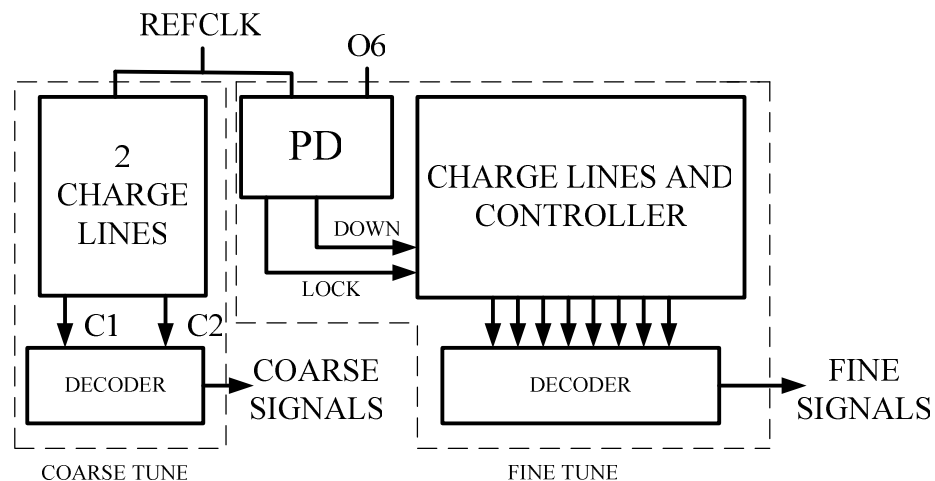 REFCLK
O6
2
CHARGE
LINES
PD
CHARGE LINES AND
CONTROLLER
DOWN
LOCK
C1
C2
DECODER
COARSE
SIGNALS
DECODER
FINE
SIGNALS
COARSE TUNE
FINE TUNE